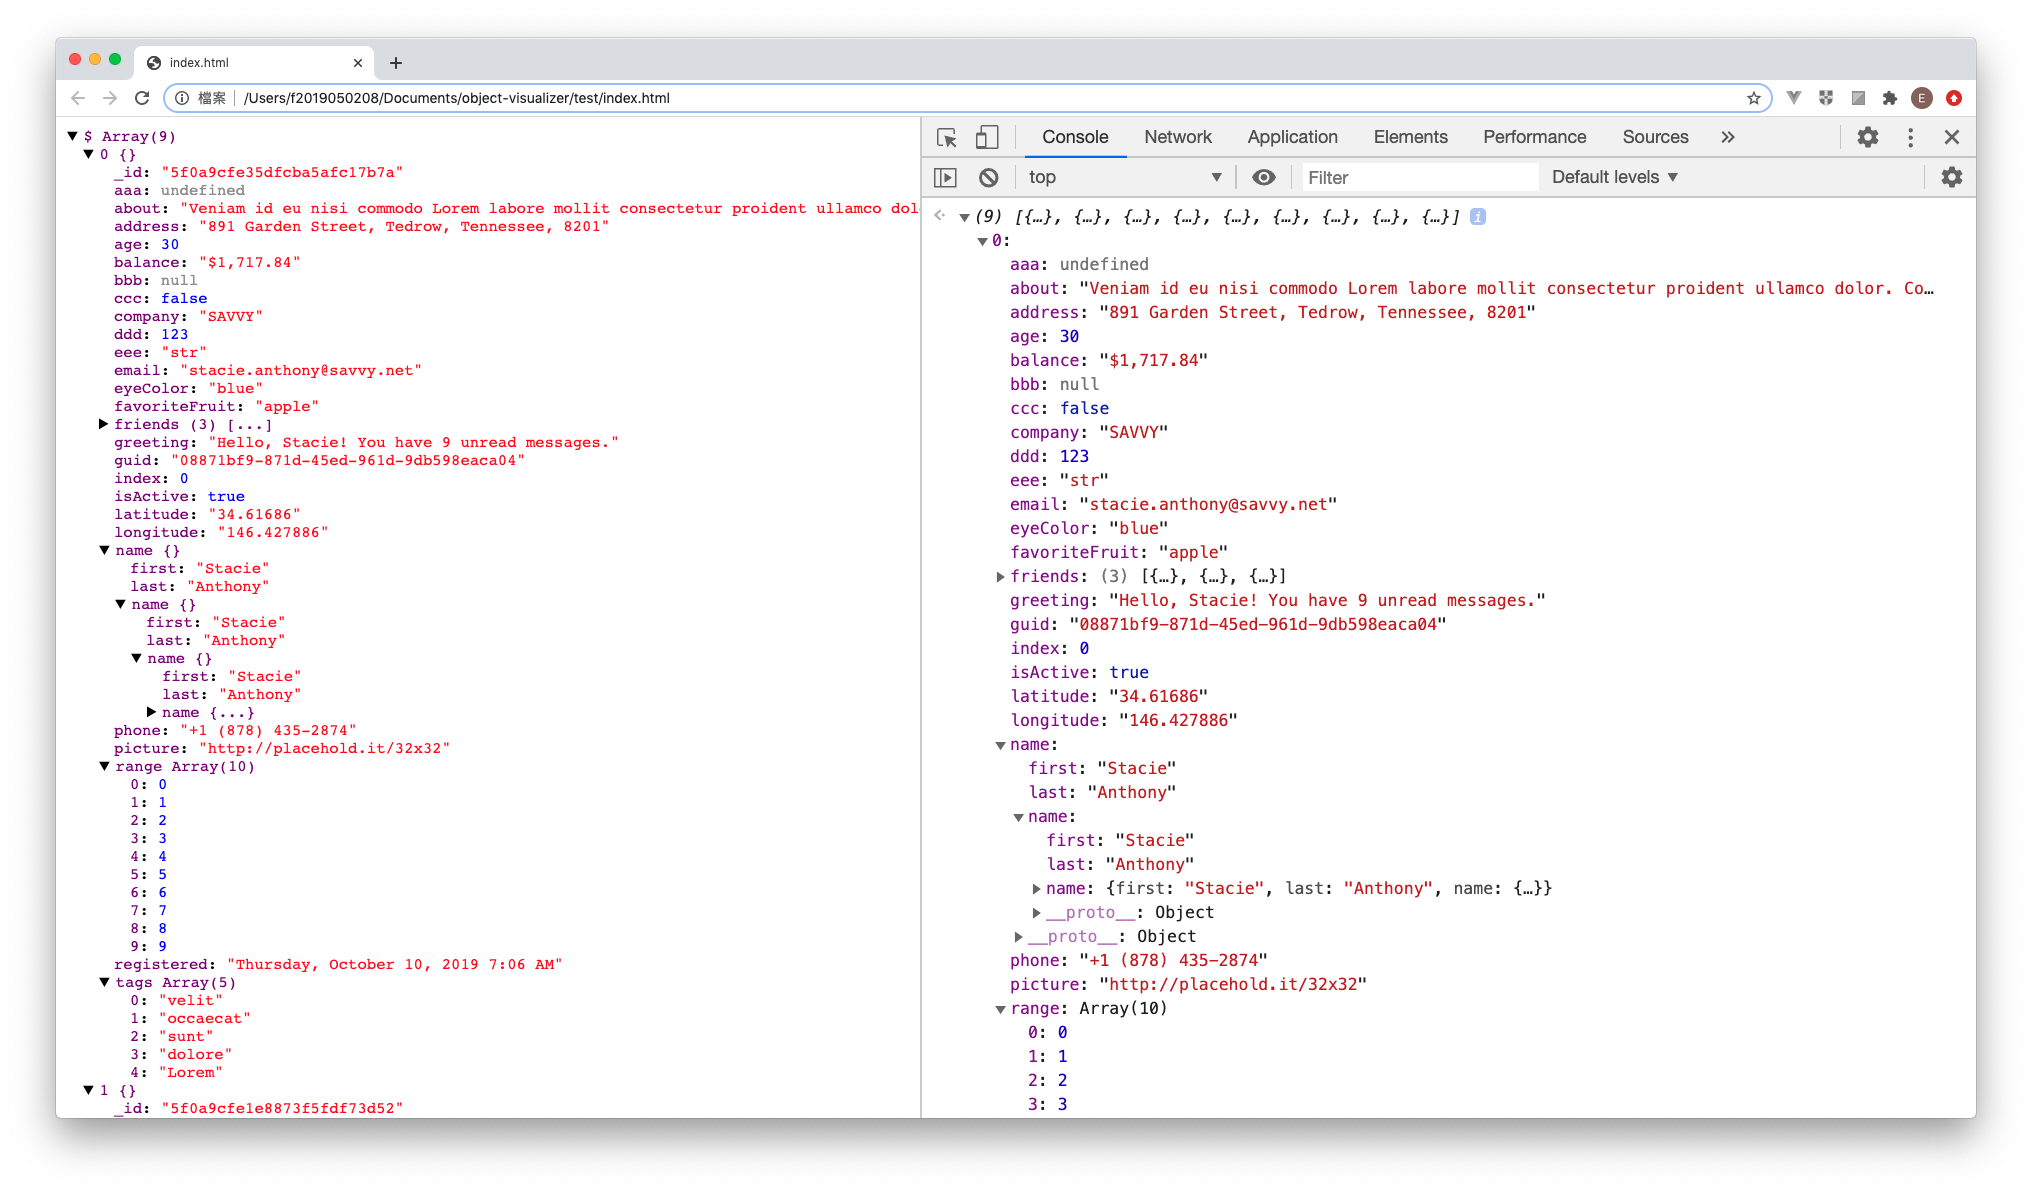 index.html
檔案 /Users/f2019050208/Documents/object-visualizer/test/index.html
E
$ Array(9)
0 {}
_id: "5f0a9cfe35dfcba5afc17b7a"
aaa: undefined
about: "Veniam id eu nisi commodo Lorem labore mollit consectetur proident ullamco dol
address: "891 Garden Street, Tedrow, Tennessee, 8201"
age: 30
balance: "$1,717.84"
bbb: null
ccc: false
company: "SAVVY"
ddd: 123
eee: "str"
email: "stacie.anthony@savvy.net"
eyeColor: "blue"
favoriteFruit: "apple"
friends (3) [...]
greeting: "Hello, Stacie! You have 9 unread messages."
guid: "08871bf9-871d-45ed-961d-9db598eaca04"
index: 0
isActive: true
latitude: "34.61686"
longitude: "146.427886"
name {}
first: "Stacie"
last: "Anthony"
name {}
first: "Stacie"
last: "Anthony"
name {}
first: "Stacie"
last: "Anthony"
name {...}
phone: "+1 (878) 435-2874"
picture: "http://placehold.it/32x32"
range Array(10)
0: 0
1: 1
2: 2
3: 3
4: 4
5: 5
6: 6
7: 7
8: 8
9: 9
registered: "Thursday, October 10, 2019 7:06 AM"
tags Array(5)
0: "velit"
1: "occaecat"
2: "sunt"
3: "dolore"
4: "Lorem"
1 {}
_id: "5f0a9cfe1e8873f5fdf73d52"
Console Network Application Elements Performance Sources
top Filter Default levels
(9) [{…}, {…}, {…}, {…}, {…}, {…}, {…}, {…}, {…}] i
0:
aaa: undefined
about: "Veniam id eu nisi commodo Lorem labore mollit consectetur proident ullamco dolor. Co…
address: "891 Garden Street, Tedrow, Tennessee, 8201"
age: 30
balance: "$1,717.84"
bbb: null
ccc: false
company: "SAVVY"
ddd: 123
eee: "str"
email: "stacie.anthony@savvy.net"
eyeColor: "blue"
favoriteFruit: "apple"
friends: (3) [{…}, {…}, {…}]
greeting: "Hello, Stacie! You have 9 unread messages."
guid: "08871bf9-871d-45ed-961d-9db598eaca04"
index: 0
isActive: true
latitude: "34.61686"
longitude: "146.427886"
name:
first: "Stacie"
last: "Anthony"
name:
first: "Stacie"
last: "Anthony"
name: {first: "Stacie", last: "Anthony", name: {…}}
__proto__: Object
__proto__: Object
phone: "+1 (878) 435-2874"
picture: "http://placehold.it/32x32"
range: Array(10)
0: 0
1: 1
2: 2
3: 3